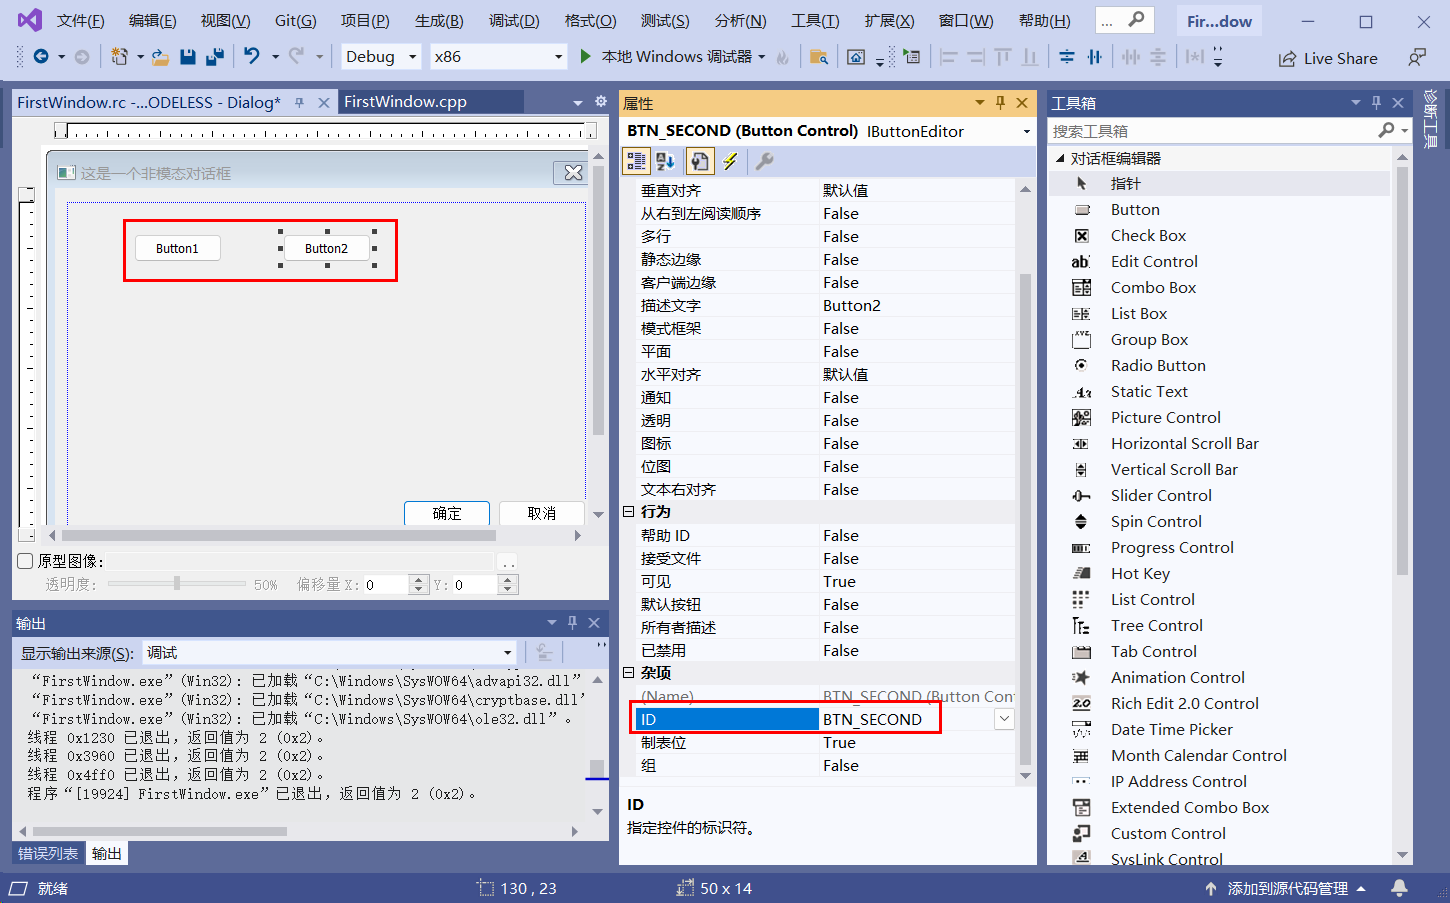 文件(F) 编辑(E) 视图(V) Git(G) 项目(P) 生成(B) 调试(D) 格式(O) 测试(S) 分析(N) 工具(T) 扩展(X) 窗口(W) 帮助(H) ... Fir...dow
Debug x86 本地 Windows 调试器 Live Share
FirstWindow.rc -...ODELESS - Dialog* FirstWindow.cpp
这是一个非模态对话框
Button1 Button2
确定 取消
原型图像: ..
透明度: 50% 偏移量 X: 0 Y: 0
输出
显示输出来源(S): 调试
“FirstWindow.exe” (Win32): 已加载 “C:\Windows\SysWOW64\advapi32.dll”
“FirstWindow.exe” (Win32): 已加载 “C:\Windows\SysWOW64\cryptbase.dll’
“FirstWindow.exe” (Win32): 已加载 “C:\Windows\SysWOW64\ole32.dll” 。
线程 0x1230 已退出，返回值为 2 (0x2)。
线程 0x3960 已退出，返回值为 2 (0x2)。
线程 0x4ff0 已退出，返回值为 2 (0x2)。
程序 “[19924] FirstWindow.exe” 已退出，返回值为 2 (0x2)。
错误列表 输出
属性
BTN_SECOND (Button Control) IButtonEditor
垂直对齐 默认值
从右到左阅读顺序 False
多行 False
静态边缘 False
客户端边缘 False
描述文字 Button2
模式框架 False
平面 False
水平对齐 默认值
通知 False
透明 False
图标 False
位图 False
文本右对齐 False
行为
帮助 ID False
接受文件 False
可见 True
默认按钮 False
所有者描述 False
已禁用 False
杂项
(Name) BTN_SECOND (Button Cont
ID BTN_SECOND
制表位 True
组 False
ID
指定控件的标识符。
工具箱
搜索工具箱
对话框编辑器
指针
Button
Check Box
Edit Control
Combo Box
List Box
Group Box
Radio Button
Static Text
Picture Control
Horizontal Scroll Bar
Vertical Scroll Bar
Slider Control
Spin Control
Progress Control
Hot Key
List Control
Tree Control
Tab Control
Animation Control
Rich Edit 2.0 Control
Date Time Picker
Month Calendar Control
IP Address Control
Extended Combo Box
Custom Control
SysLink Control
诊断工具
就绪 130 , 23 50 x 14 添加到源代码管理